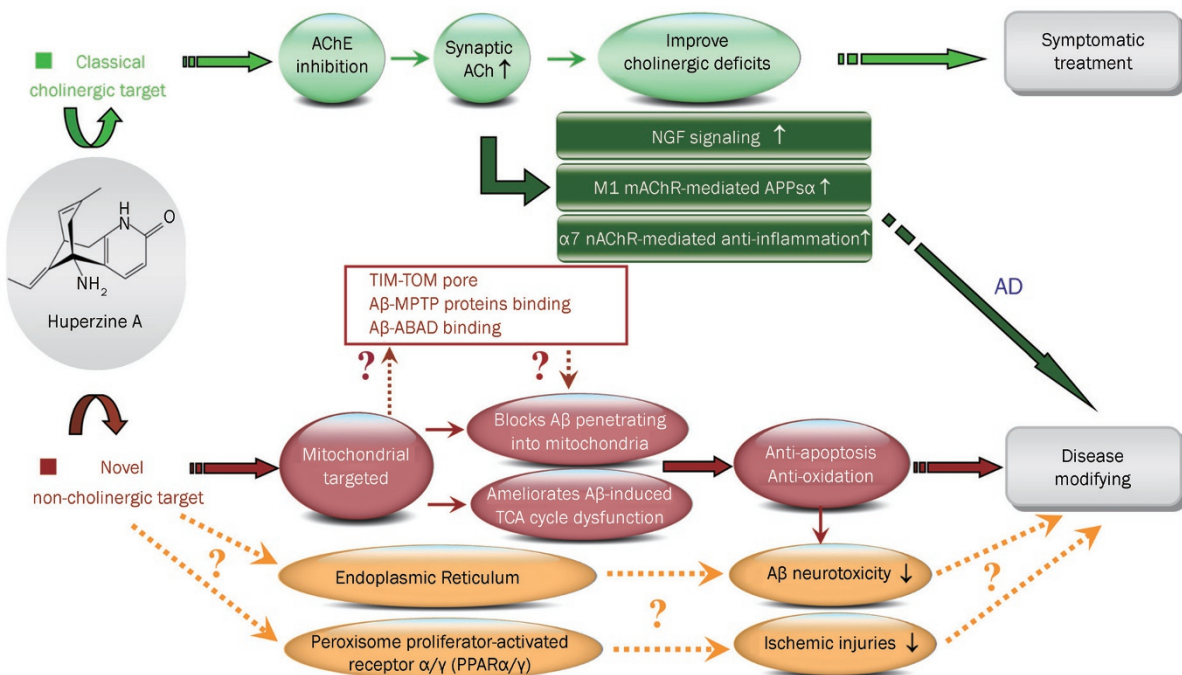 Classical
cholinergic target
AChE
inhibition
Synaptic
ACh ↑
Improve
cholinergic deficits
Symptomatic
treatment
NGF signaling ↑
M1 mAChR-mediated APPsα ↑
α7 nAChR-mediated anti-inflammation↑
H
N
O
NH2
Huperzine A
TIM-TOM pore
Aβ-MPTP proteins binding
Aβ-ABAD binding
AD
?
?
Novel
non-cholinergic target
Mitochondrial
targeted
Blocks Aβ penetrating
into mitochondria
Ameliorates Aβ-induced
TCA cycle dysfunction
Anti-apoptosis
Anti-oxidation
Disease
modifying
?
Endoplasmic Reticulum
Aβ neurotoxicity ↓
?
?
Peroxisome proliferator-activated
receptor α/γ (PPARα/γ)
Ischemic injuries ↓